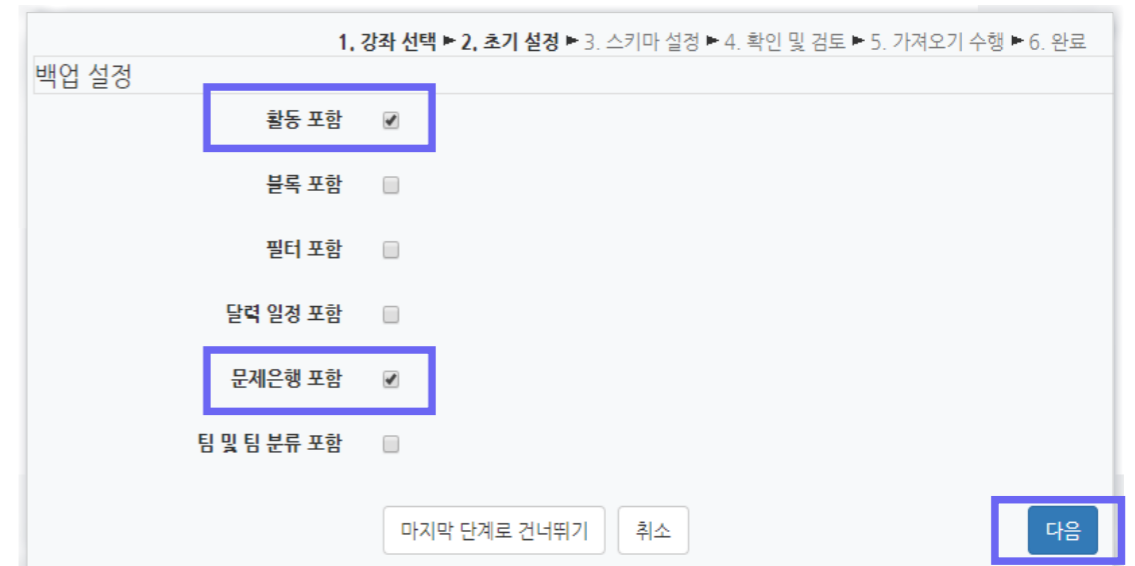 1. 강좌 선택 ► 2. 초기 설정 ► 3. 스키마 설정 ► 4. 확인 및 검토 ► 5. 가져오기 수행 ► 6. 완료
백업 설정
활동 포함
블록 포함
필터 포함
달력 일정 포함
문제은행 포함
팀 및 팀 분류 포함
마지막 단계로 건너뛰기 취소 다음